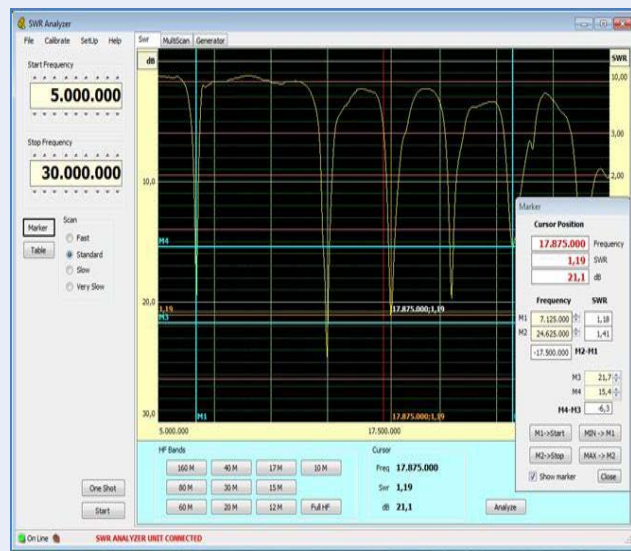 SWR Analyzer
File Calibrate SetUp Help
Swr MultiScan Generator
Start Frequency
5.000.000
Stop Frequency
30.000.000
Marker
Table
Scan
Fast
Standard
Slow
Very Slow
One Shot
Start
dB
10,0
20,0
30,0
SWR
10,00
3,00
2,00
M4
1,19
M3
17.875.000;1,19
M1
17.875.000;1,19
5.000.000
17.500.000
HF Bands
160 M 40 M 17 M 10 M
80 M 30 M 15 M
60 M 20 M 12 M Full HF
Cursor
Freq 17.875.000
Swr 1,19
dB 21,1
Analyze
Marker
Cursor Position
17.875.000 Frequency
1,19 SWR
21,1 dB
Frequency SWR
M1 7.125.000 1,18
M2 24.625.000 1,41
-17.500.000 M2-M1
M3 21,7
M4 15,4
M4-M3 -6,3
M1->Start MIN -> M1
M2->Stop MAX -> M2
Show marker Close
On Line SWR ANALYZER UNIT CONNECTED